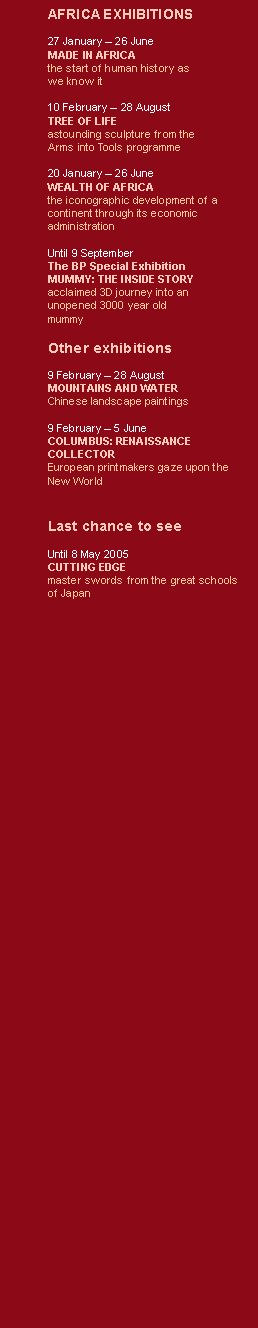 AFRICA EXHIBITIONS
27 January – 26 June
MADE IN AFRICA
the start of human history as
we know it
10 February – 28 August
TREE OF LIFE
astounding sculpture from the
Arms into Tools programme
20 January – 26 June
WEALTH OF AFRICA
the iconographic development of a
continent through its economic
administration
Until 9 September
The BP Special Exhibition
MUMMY: THE INSIDE STORY
acclaimed 3D journey into an
unopened 3000 year old
mummy
Other exhibitions
9 February – 28 August
MOUNTAINS AND WATER
Chinese landscape paintings
9 February – 5 June
COLUMBUS: RENAISSANCE
COLLECTOR
European printmakers gaze upon the
New World
Last chance to see
Until 8 May 2005
CUTTING EDGE
master swords from the great schools
of Japan